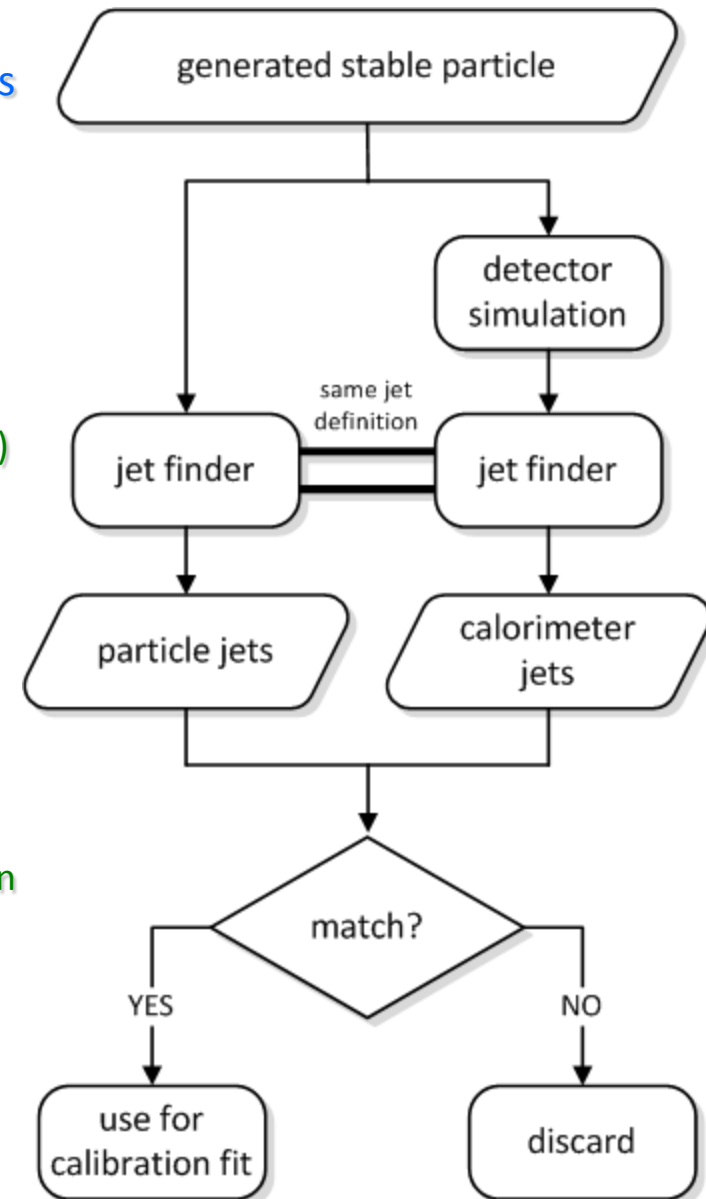 generated stable particle
s
detector
simulation
same jet
definition
)
jet finder
jet finder
particle jets
calorimeter
jets
n
match?
YES
NO
use for
calibration fit
discard